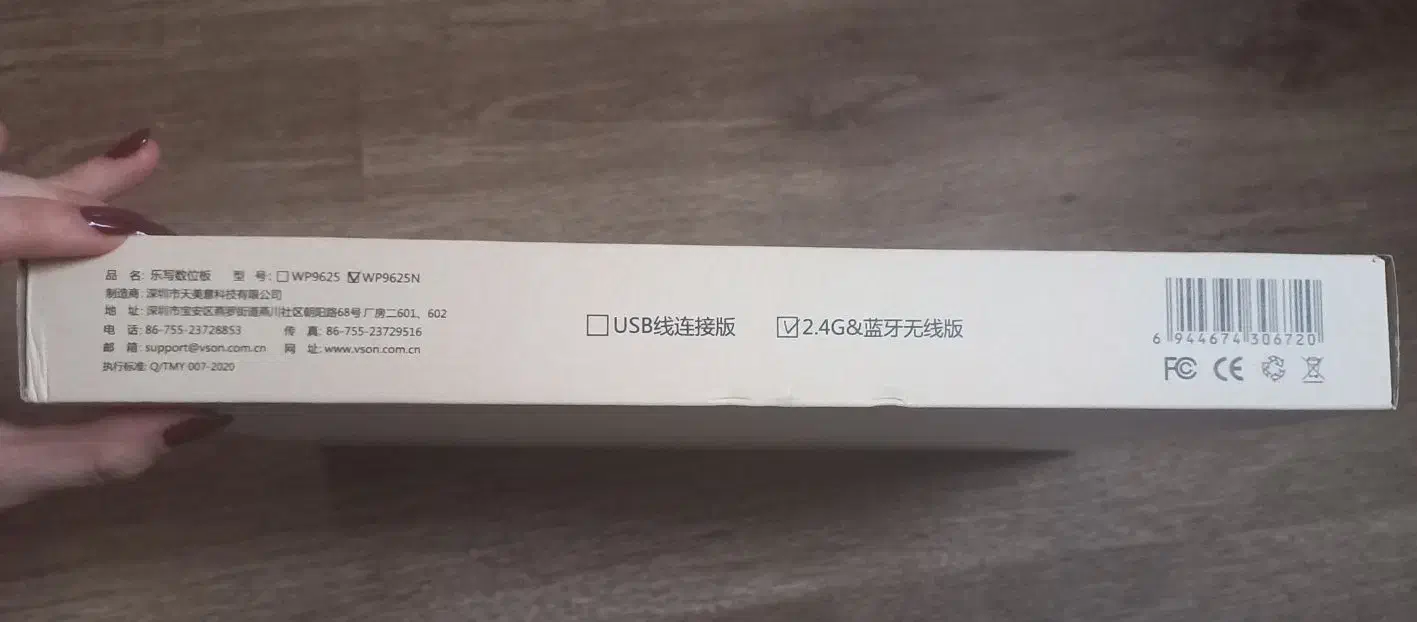 品 名: 乐写数位板 型 号: ☐WP9625 ☑WP9625N
制造商: 深圳市天美意科技有限公司
地 址: 深圳市宝安区燕罗街道燕川社区朝阳路68号厂房二601、602
电 话: 86-755-23728853 传 真: 86-755-23729516
邮 箱: support@vson.com.cn 网 址: www.vson.com.cn
执行标准: Q/TMY 007-2020
☐USB线连接版 ☑2.4G&蓝牙无线版
6 944674 306720
FC CE